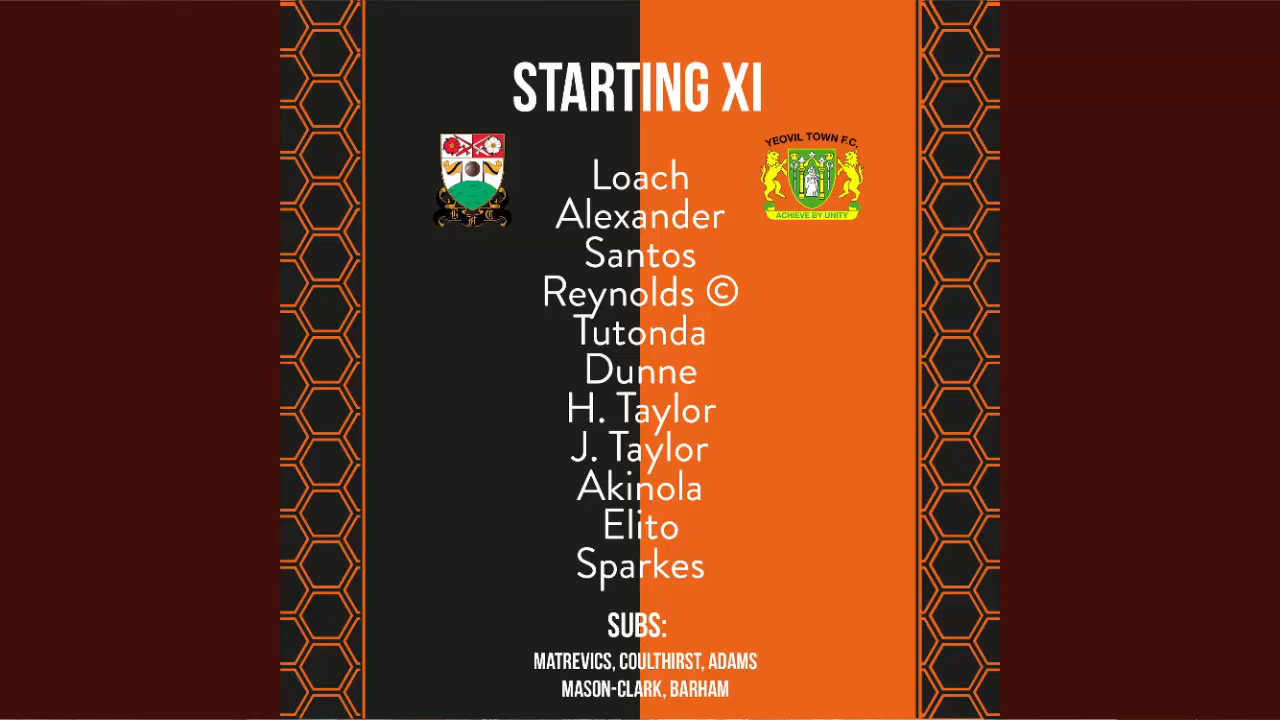 STARTING XI
YEOVIL TOWN F.C.
ACHIEVE BY UNITY
Loach
Alexander
Santos
Reynolds ©
Tutonda
Dunne
H. Taylor
J. Taylor
Akinola
Elito
Sparkes
SUBS:
MATREVICS, COULTHIRST, ADAMS
MASON-CLARK, BARHAM